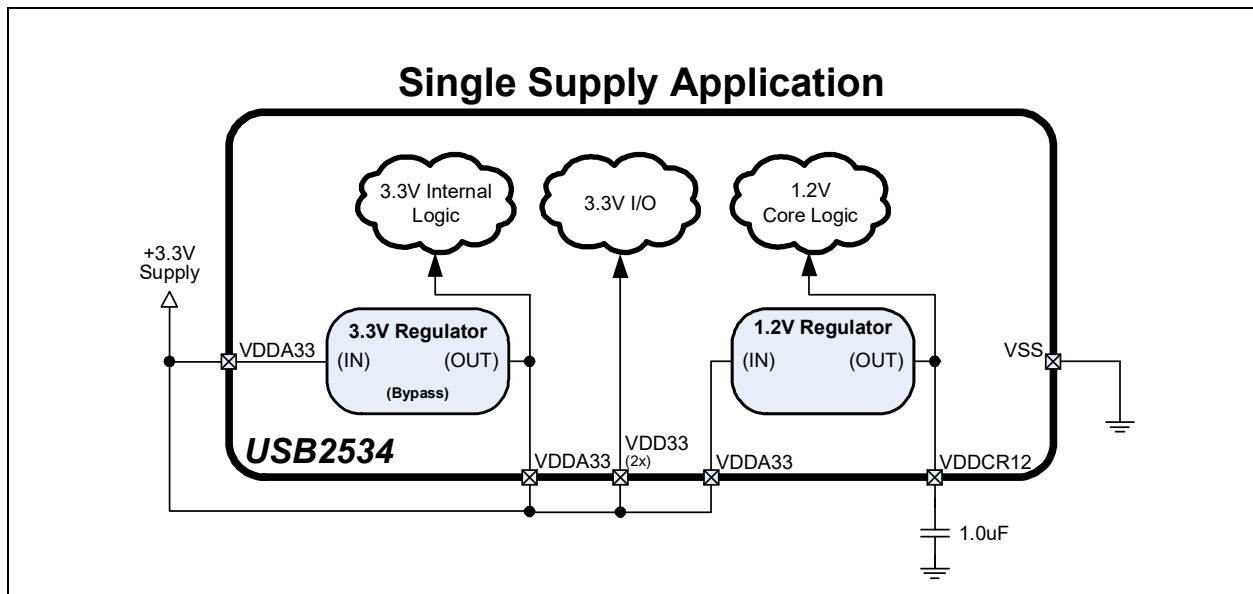 Single Supply Application
3.3V Internal
Logic
3.3V I/O
1.2V
Core Logic
+3.3V
Supply
VDDA33
3.3V Regulator
(IN)
(OUT)
(Bypass)
1.2V Regulator
(IN)
(OUT)
VSS
USB2534
VDDA33
VDD33
(2x)
VDDA33
VDDCR12
1.0uF